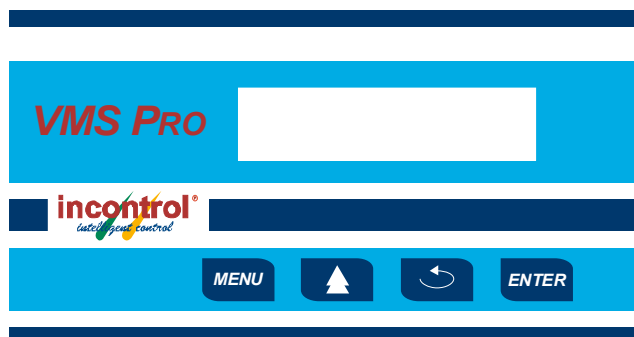 VMS PRO
incontrol®
intelligent control
MENU
ENTER